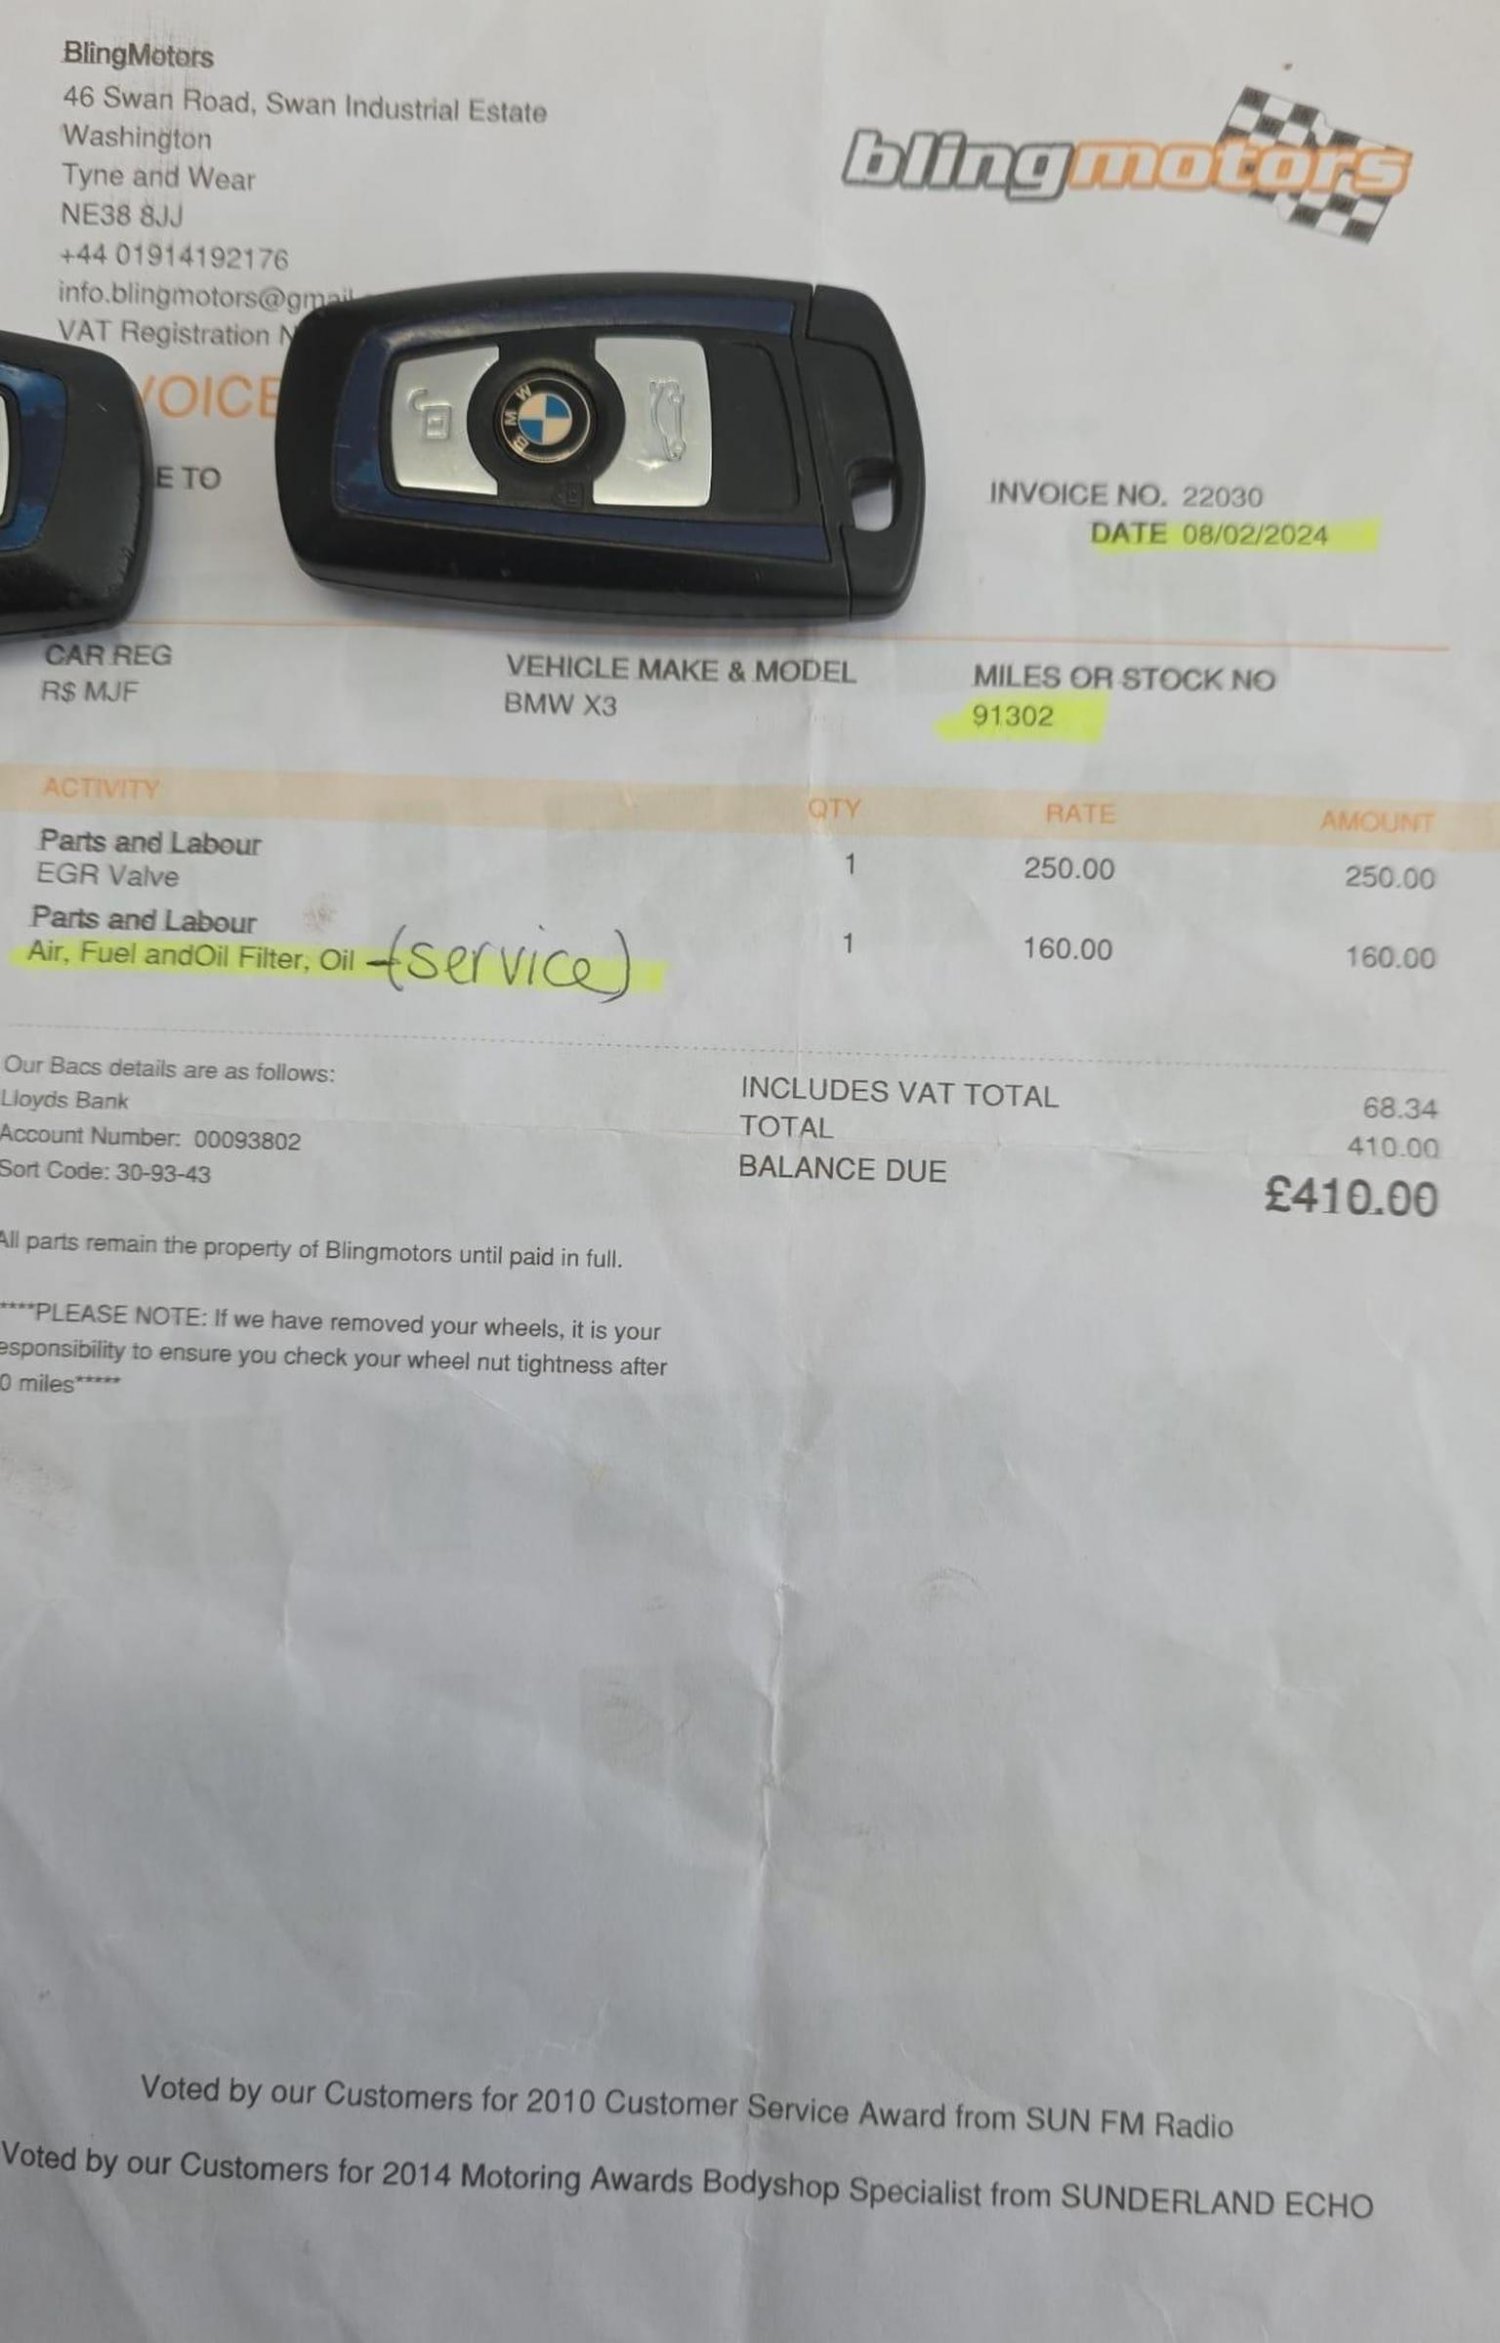 BlingMotors
46 Swan Road, Swan Industrial Estate
Washington
Tyne and Wear
NE38 8JJ
+44 01914192176
info.blingmotors@gmail
VAT Registration N
blingmotors
BMW
VOICE
E TO
INVOICE NO. 22030
DATE 08/02/2024
CAR REG VEHICLE MAKE & MODEL MILES OR STOCK NO
R$ MJF BMW X3 91302
ACTIVITY QTY RATE AMOUNT
Parts and Labour
EGR Valve 1 250.00 250.00
Parts and Labour
Air, Fuel andOil Filter, Oil -(service) 1 160.00 160.00
Our Bacs details are as follows:
Lloyds Bank
Account Number: 00093802
Sort Code: 30-93-43
INCLUDES VAT TOTAL 68.34
TOTAL 410.00
BALANCE DUE £410.00
All parts remain the property of Blingmotors until paid in full.
****PLEASE NOTE: If we have removed your wheels, it is your
esponsibility to ensure you check your wheel nut tightness after
0 miles*****
Voted by our Customers for 2010 Customer Service Award from SUN FM Radio
Voted by our Customers for 2014 Motoring Awards Bodyshop Specialist from SUNDERLAND ECHO